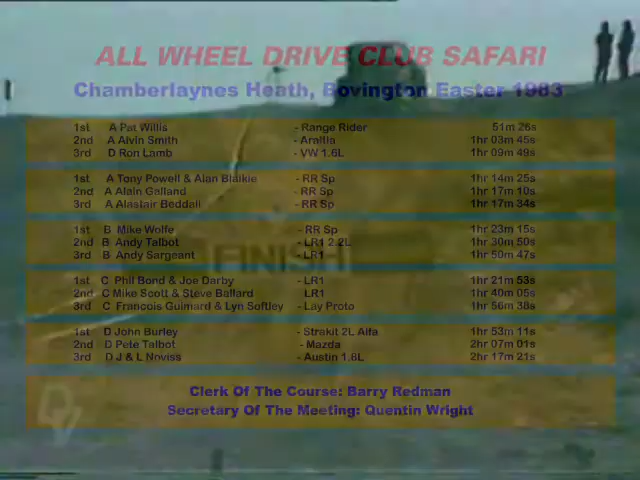 ALL WHEEL DRIVE CLUB SAFARI
Chamberlaynes Heath, Bovington Easter 1983
1st A Pat Willis - Range Rider 51m 26s
2nd A Alvin Smith - Araltia 1hr 03m 45s
3rd D Ron Lamb - VW 1.6L 1hr 09m 49s
1st A Tony Powell & Alan Blaikie - RR Sp 1hr 14m 25s
2nd A Alain Galland - RR Sp 1hr 17m 10s
3rd A Alastair Beddall - RR Sp 1hr 17m 34s
1st B Mike Wolfe - RR Sp 1hr 23m 15s
2nd B Andy Talbot - LR1 2.2L 1hr 30m 50s
3rd B Andy Sargeant - LR1 1hr 50m 47s
FINISH
1st C Phil Bond & Joe Darby - LR1 1hr 21m 53s
2nd C Mike Scott & Steve Ballard LR1 1hr 40m 05s
3rd C Francois Guimard & Lyn Softley - Lay Proto 1hr 56m 38s
1st D John Burley - Strakit 2L Alfa 1hr 53m 11s
2nd D Pete Talbot - Mazda 2hr 07m 01s
3rd D J & L Noviss - Austin 1.8L 2hr 17m 21s
Clerk Of The Course: Barry Redman
Secretary Of The Meeting: Quentin Wright
DV